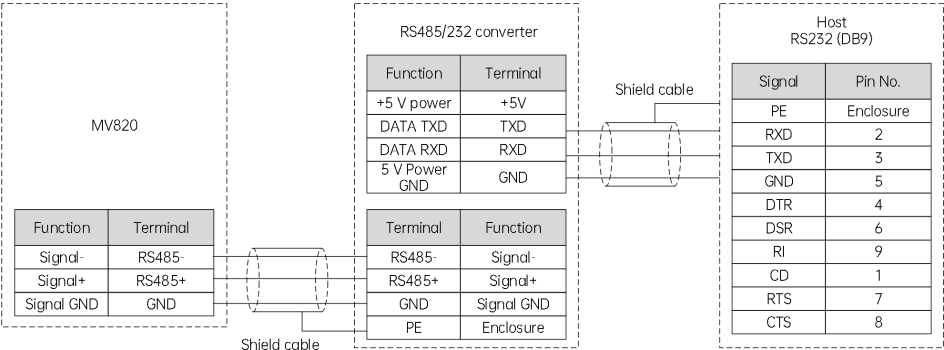 MV820
Function Terminal
Signal- RS485-
Signal+ RS485+
Signal GND GND
Shield cable
RS485/232 converter
Function Terminal
+5 V power +5V
DATA TXD TXD
DATA RXD RXD
5 V Power
GND
GND
Terminal Function
RS485- Signal-
RS485+ Signal+
GND Signal GND
PE Enclosure
Shield cable
Host
RS232 (DB9)
Signal Pin No.
PE Enclosure
RXD 2
TXD 3
GND 5
DTR 4
DSR 6
RI 9
CD 1
RTS 7
CTS 8